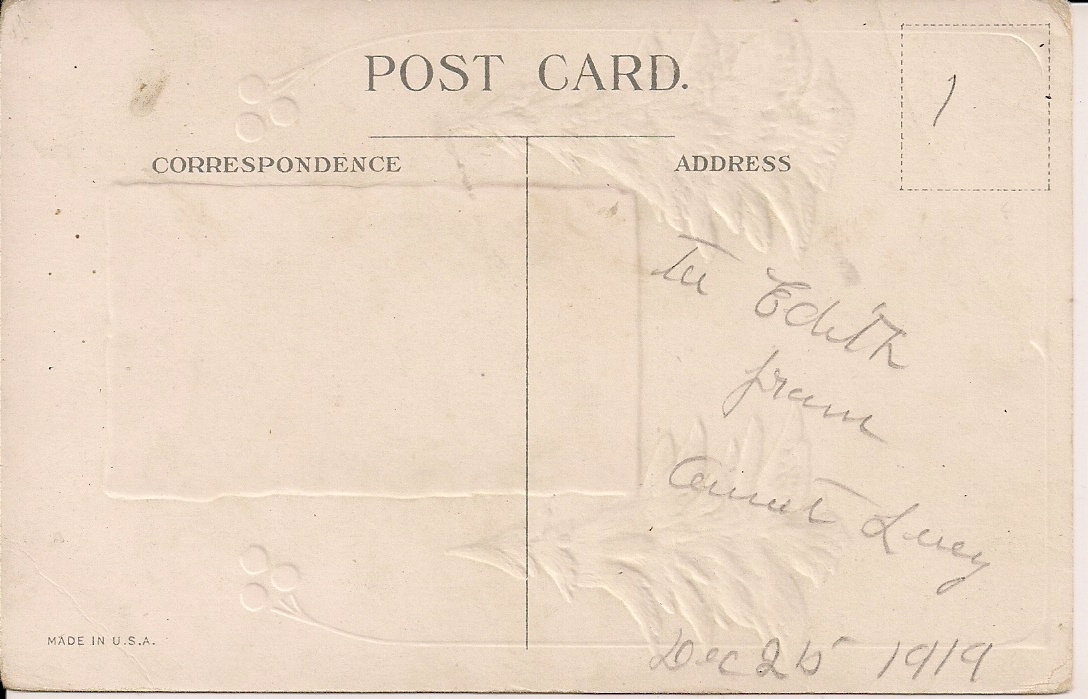 POST CARD.
CORRESPONDENCE
ADDRESS
1
To Edith
from
Aunt Lucy
Dec 25 1919
MADE IN U.S.A.